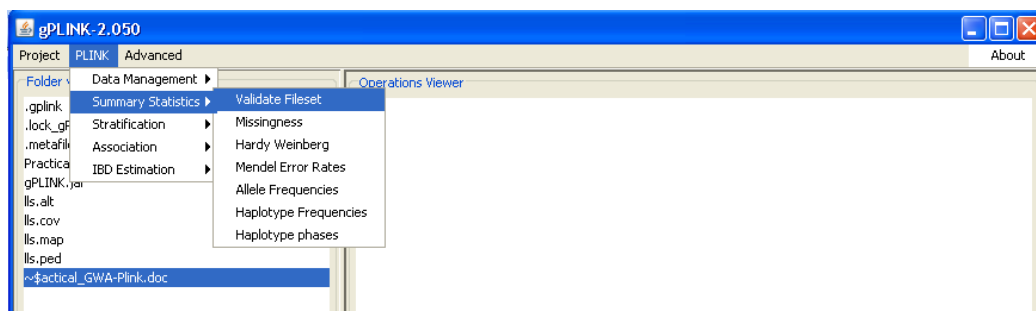 gPLINK-2.050
Project PLINK Advanced About
Folder
Operations Viewer
.gplink
.lock_gP
.metafil
Practica
gPLINK.jar
lls.alt
lls.cov
lls.map
lls.ped
~$actical_GWA-Plink.doc
Data Management
Summary Statistics
Stratification
Association
IBD Estimation
Validate Fileset
Missingness
Hardy Weinberg
Mendel Error Rates
Allele Frequencies
Haplotype Frequencies
Haplotype phases